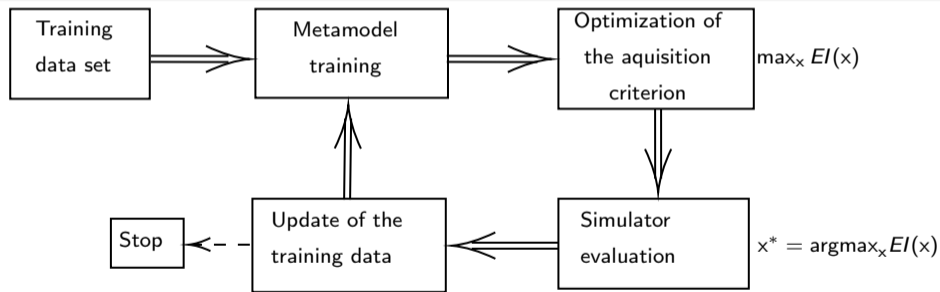 Training
data set
Metamodel
training
Optimization of
the aquisition
criterion
max_x EI(x)
Stop
Update of the
training data
Simulator
evaluation
x* = argmax_x EI(x)